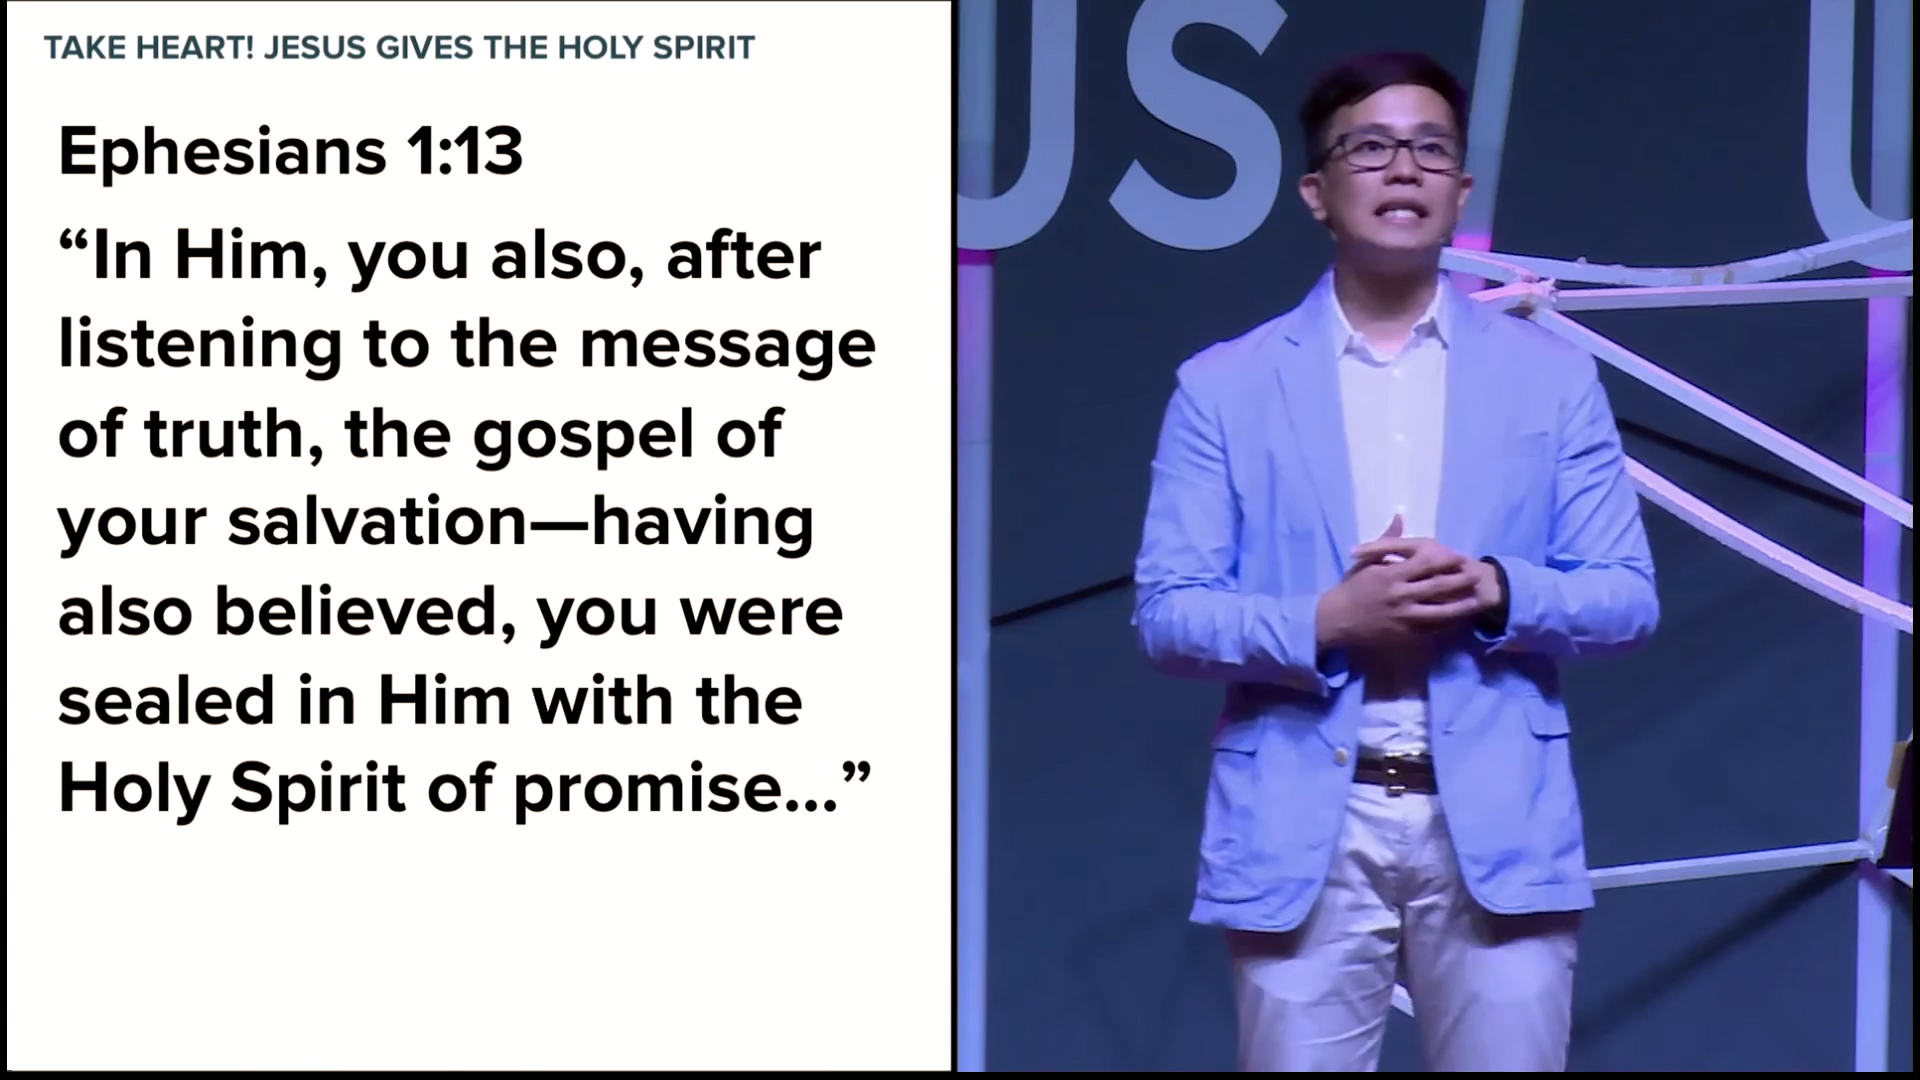 TAKE HEART! JESUS GIVES THE HOLY SPIRIT
Ephesians 1:13
“In Him, you also, after
listening to the message
of truth, the gospel of
your salvation—having
also believed, you were
sealed in Him with the
Holy Spirit of promise...”
US